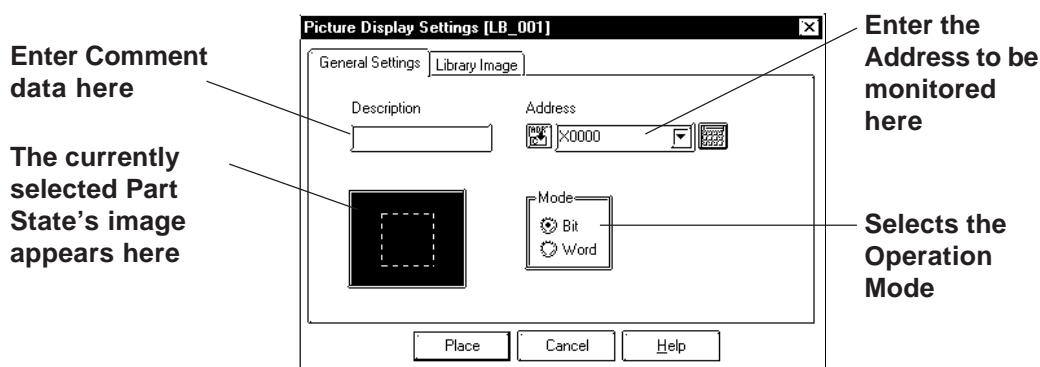 Picture Display Settings [LB_001]
Enter Comment
data here
The currently
selected Part
State's image
appears here
General Settings
Library Image
Description
Address
X0000
Mode
Bit
Word
Place
Cancel
Help
Enter the
Address to be
monitored
here
Selects the
Operation
Mode